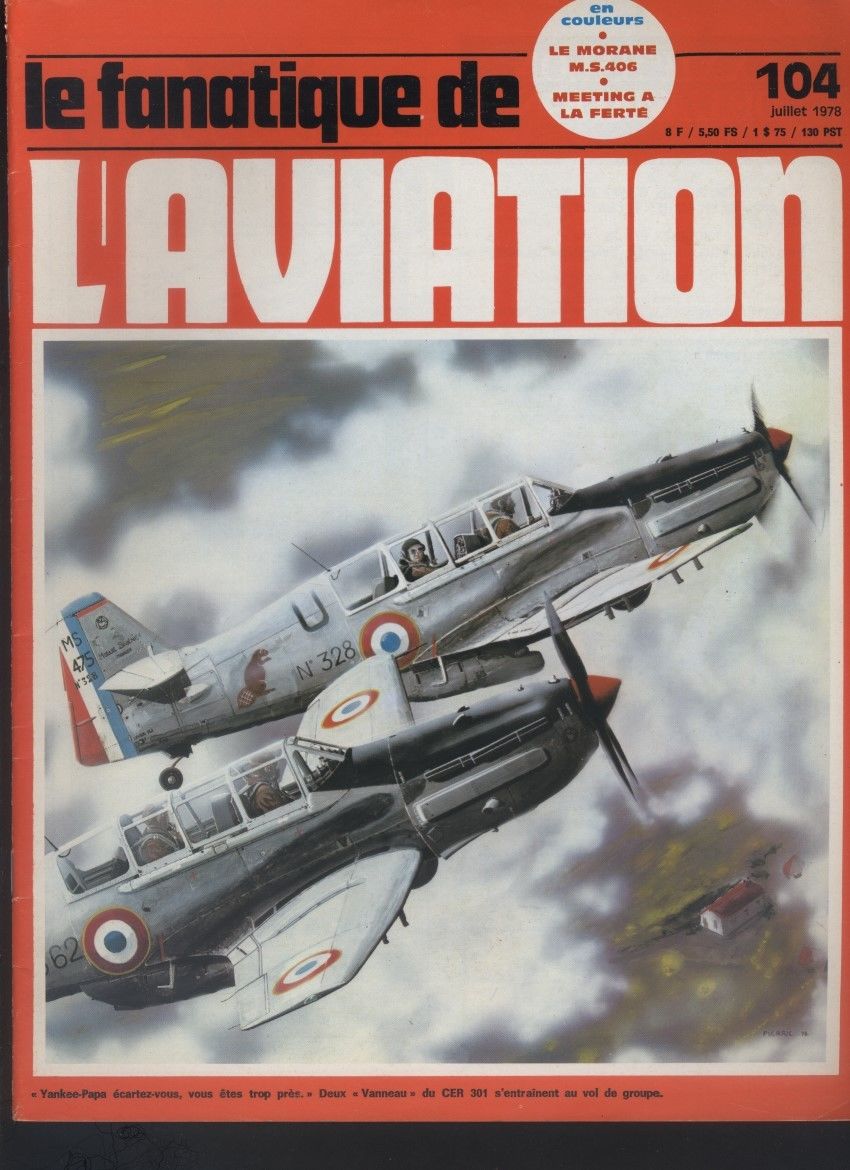 en
couleurs
•
LE MORANE
M.S.406
•
MEETING A
LA FERTÉ
le fanatique de
104
juillet 1978
8 F / 5,50 FS / 1 $ 75 / 130 PST
L'AVIATION
U
N° 328
MS
475
N° 328
62
« Yankee-Papa écartez-vous, vous êtes trop près. » Deux « Vanneau » du CER 301 s'entraînent au vol de groupe.